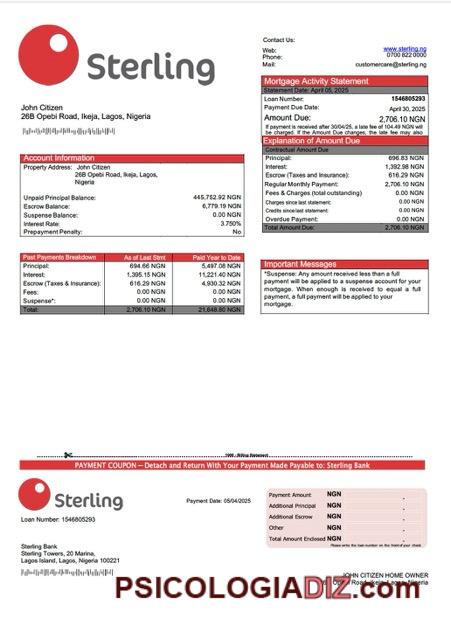 Sterling
Contact Us:
Web: www.sterling.ng
Phone: 0700 822 0000
Mail: customercare@sterling.ng
Mortgage Activity Statement
Statement Date: April 05, 2025
Loan Number: 1546805293
Payment Due Date: April 30, 2025
Amount Due: 2,706.10 NGN
If payment is received after 30/04/25, a late fee of 104.49 NGN will
be charged. If the Amount Due changes, the late fee may also
John Citizen
26B Opebi Road, Ikeja, Lagos, Nigeria
Explanation of Amount Due
Contractual Amount Due
Principal: 696.83 NGN
Interest: 1,392.98 NGN
Escrow (Taxes and Insurance): 616.29 NGN
Regular Monthly Payment: 2,706.10 NGN
Fees & Charges (total outstanding) 0.00 NGN
Charges since last statement: 0.00 NGN
Credits since last statement: 0.00 NGN
Overdue Payment: 0.00 NGN
Total Amount Due: 2,706.10 NGN
Account Information
Property Address: John Citizen
26B Opebi Road, Ikeja, Lagos,
Nigeria
Unpaid Principal Balance: 445,752.92 NGN
Escrow Balance: 6,779.19 NGN
Suspense Balance: 0.00 NGN
Interest Rate: 3.750%
Prepayment Penalty: No
Past Payments Breakdown As of Last Stmt Paid Year to Date
Principal: 694.66 NGN 5,497.08 NGN
Interest: 1,395.15 NGN 11,221.40 NGN
Escrow (Taxes & Insurance): 616.29 NGN 4,930.32 NGN
Fees: 0.00 NGN 0.00 NGN
Suspense*: 0.00 NGN 0.00 NGN
Total: 2,706.10 NGN 21,648.80 NGN
Important Messages
*Suspense: Any amount received less than a full
payment will be applied to a suspense account for your
mortgage. When enough is received to equal a full
payment, a full payment will be applied to your
mortgage.
Billing Statement
PAYMENT COUPON – Detach and Return With Your Payment Made Payable to: Sterling Bank
Sterling
Loan Number: 1546805293
Payment Date: 05/04/2025
Payment Amount NGN
Additional Principal NGN
Additional Escrow NGN
Other NGN
Total Amount Enclosed NGN
Please write the loan number on the front of your check.
Sterling Bank
Sterling Towers, 20 Marina,
Lagos Island, Lagos, Nigeria 100221
JOHN CITIZEN HOME OWNER
PSICOLOGIADIZ.com